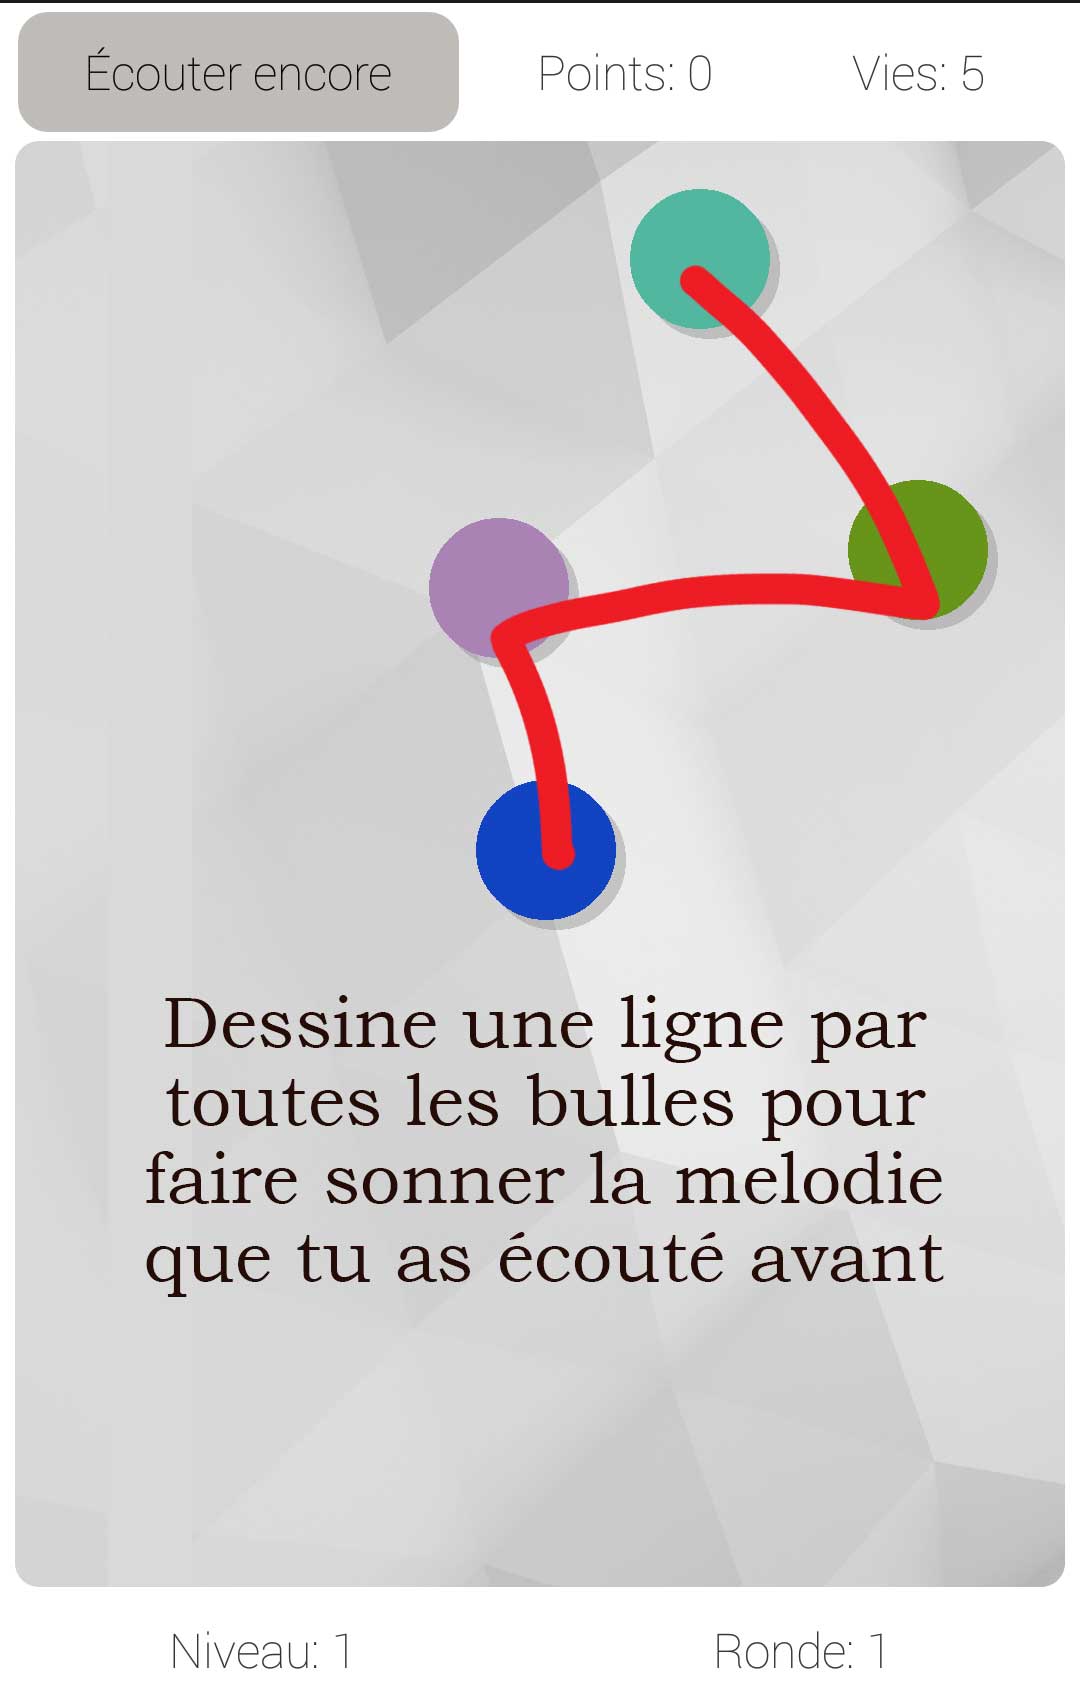 Écouter encore
Points: 0
Vies: 5
Dessine une ligne par
toutes les bulles pour
faire sonner la melodie
que tu as écouté avant
Niveau: 1
Ronde: 1